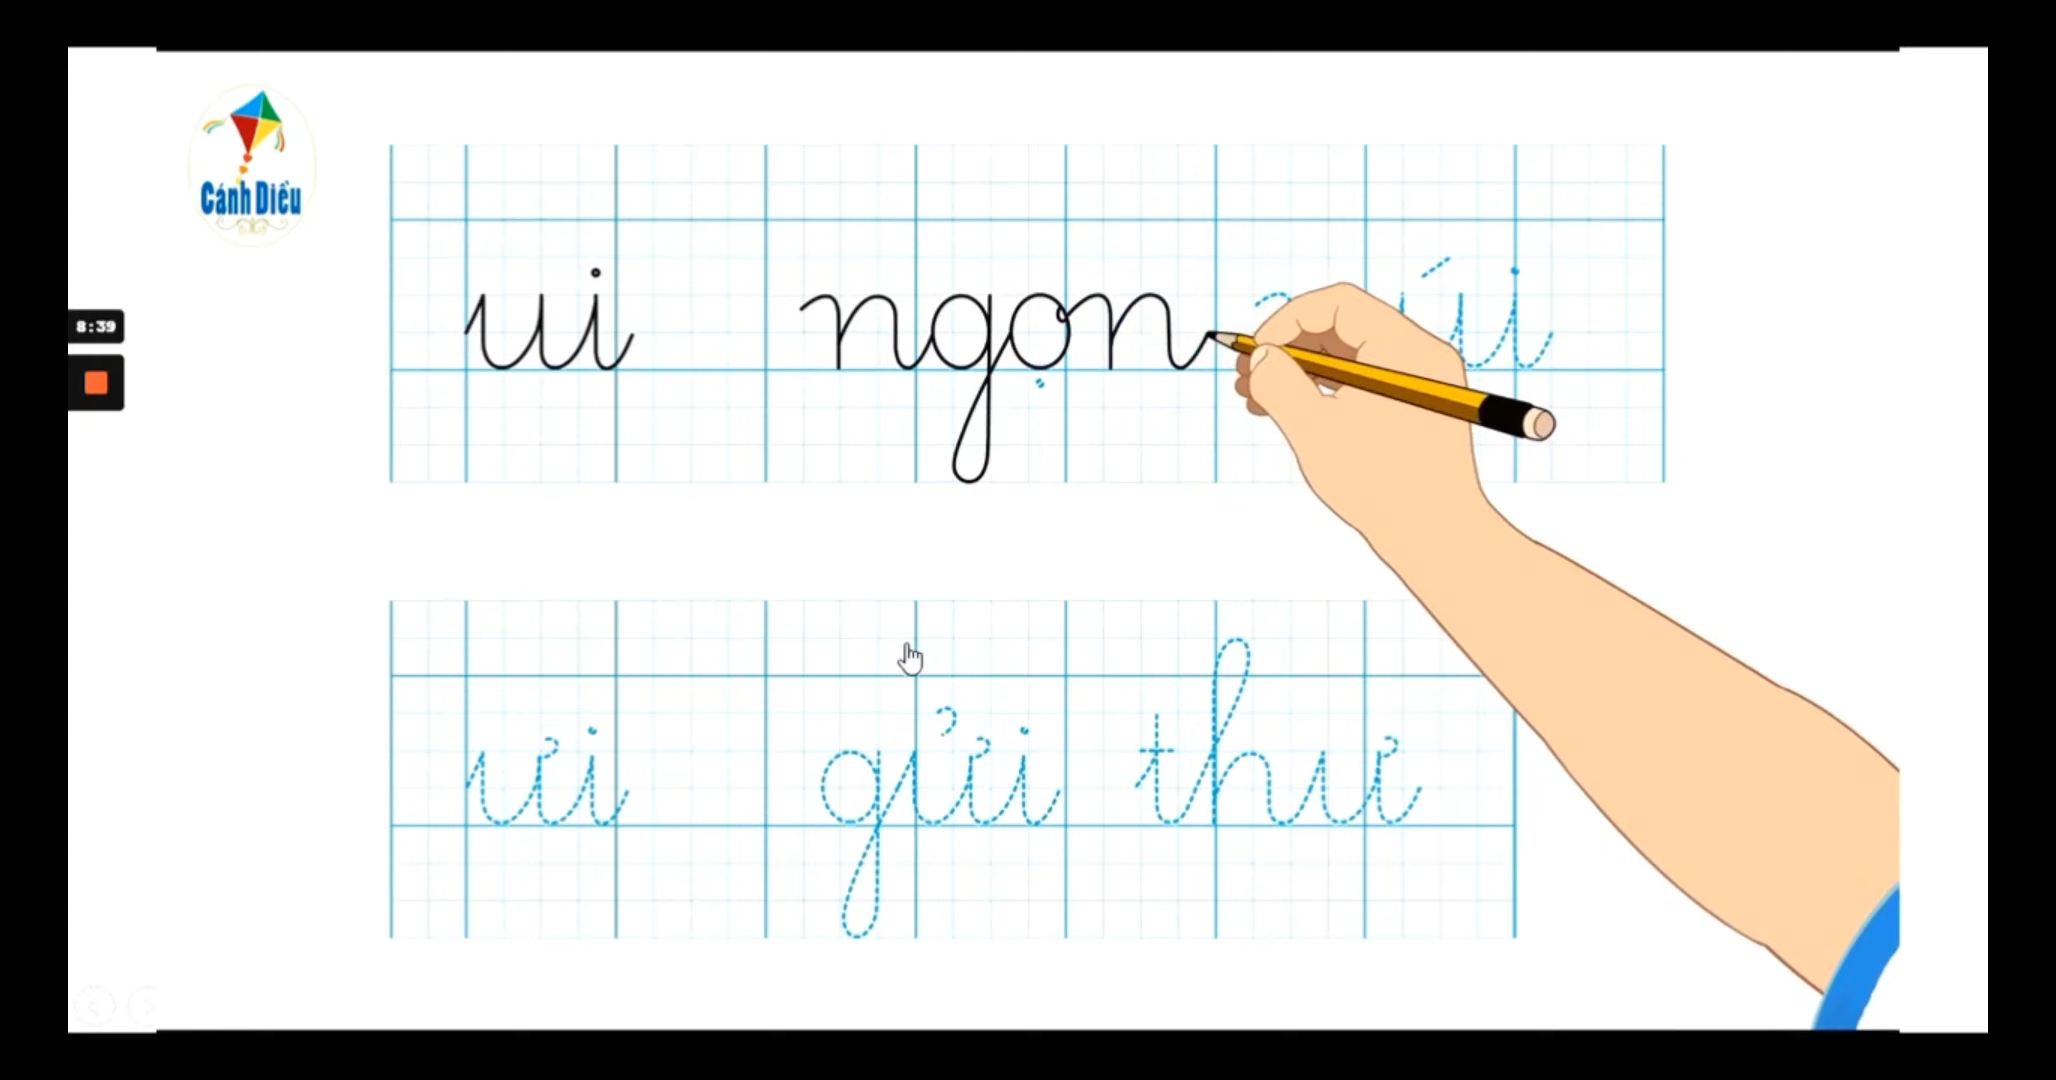 Cánh Diều
8:39
ui ngọn
ưi gửi thư